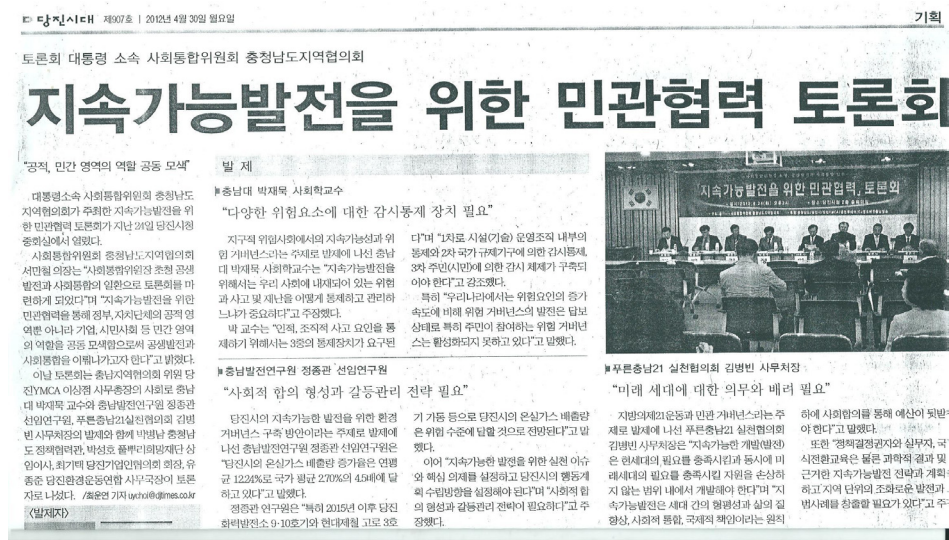 당진시대 제907호 | 2012년 4월 30일 월요일
기획
토론회 대통령 소속 사회통합위원회 충청남도지역협의회
지속가능발전을 위한 민관협력 토론회
"공적, 민간 영역의 역할 공동 모색"
대통령소속 사회통합위원회 충청남도
지역협의회가 주최한 지속가능발전을 위
한 민관협력 토론회가 지난 24일 당진시청
중회실에서 열렸다.
사회통합위원회 충청남도지역협의회
서만철 의장은 "사회통합위원장 초청 공생
발전과 사회통합의 일환으로 토론회를 마
련하게 되었다"며 "지속가능발전을 위한
민관협력을 통해 정부, 자치단체의 공적 영
역뿐 아니라 기업, 시민사회 등 민간 영역
의 역할을 공동 모색함으로써 공생발전과
사회통합을 이뤄나가고자 한다"고 밝혔다.
이날 토론회는 충남지역협의회 위원 당
진YMCA 이상점 사무총장의 사회로 충남
대 박재묵 교수와 충남발전연구원 정종관
선임연구원, 푸른충남21실천협의회 김병
빈 사무처장의 발제와 함께 박병남 충청남
도 정책협력관, 박성호 풀뿌리희망재단 상
임이사, 최기택 당진기업인협의회 회장, 유
종준 당진환경운동연합 사무국장이 토론
자로 나섰다. /최운연 기자 uychoi@djtimes.co.kr
〈발제자〉
발 제
충남대 박재묵 사회학교수
"다양한 위험요소에 대한 감시통제 장치 필요"
지구적 위험사회에서의 지속가능성과 위
험 거버넌스라는 주제로 발제에 나선 충남
대 박재묵 사회학교수는 "지속가능발전을
위해서는 우리 사회에 내재되어 있는 위험
과 사고 및 재난을 어떻게 통제하고 관리하
느냐가 중요하다"고 주장했다.
박 교수는 "인적, 조직적 사고 요인을 통
제하기 위해서는 3중의 통제장치가 요구된
다"며 "1차로 시설(기술) 운영조직 내부의
통제와 2차 국가 규제기구에 의한 감시통제,
3차 주민(시민)에 의한 감시 체제가 구축되
어야 한다"고 강조했다.
특히 "우리나라에서는 위험요인의 증가
속도에 비해 위험 거버넌스의 발전은 답보
상태로 특히 주민이 참여하는 위험 거버넌
스는 활성화되지 못하고 있다"고 말했다.
충남발전연구원 정종관 선임연구원
"사회적 합의 형성과 갈등관리 전략 필요"
당진시의 지속가능한 발전을 위한 환경
거버넌스 구축 방안이라는 주제로 발제에
나선 충남발전연구원 정종관 선임연구원은
"당진시의 온실가스 배출량 증가율은 연평
균 12.24%로 국가 평균 2.70%의 4.5배에 달
하고 있다"고 말했다.
정종관 연구원은 "특히 2015년 이후 당진
화력발전소 9·10호기와 현대제철 고로 3호
기 가동 등으로 당진시의 온실가스 배출량
은 위험 수준에 달할 것으로 전망된다"고 말
했다.
이어 "지속가능한 발전을 위한 실천 이슈
와 핵심 의제를 설정하고 당진시의 행동계
획 수립방향을 설정해야 된다"며 "사회적 합
의 형성과 갈등관리 전략이 필요하다"고 주
장했다.
지속가능발전을 위한 민관협력, 토론회
푸른충남21 실천협의회 김병빈 사무처장
"미래 세대에 대한 의무와 배려 필요"
지방의제21운동과 민관 거버넌스라는 주
제로 발제에 나선 푸른충남21 실천협의회
김병빈 사무처장은 "지속가능한 개발(발전)
은 현세대의 필요를 충족시키고 동시에 미
래세대의 필요를 충족시킬 지원을 손상하
지 않는 범위 내에서 개발해야 한다"며 "지
속가능발전은 세대 간의 형평성과 삶의 질
향상, 사회적 통합, 국제적 책임이라는 원칙
하에 사회합의를 통해 예산이 뒷받
야 한다"고 말했다.
또한 "정책결정권자와 실무자, 국
식전환교육은 물론 과학적 결과 및
근거한 지속가능발전 전략과 계획
하고 지역 단위의 조화로운 발전과
범사례를 창출할 필요가 있다"고 주